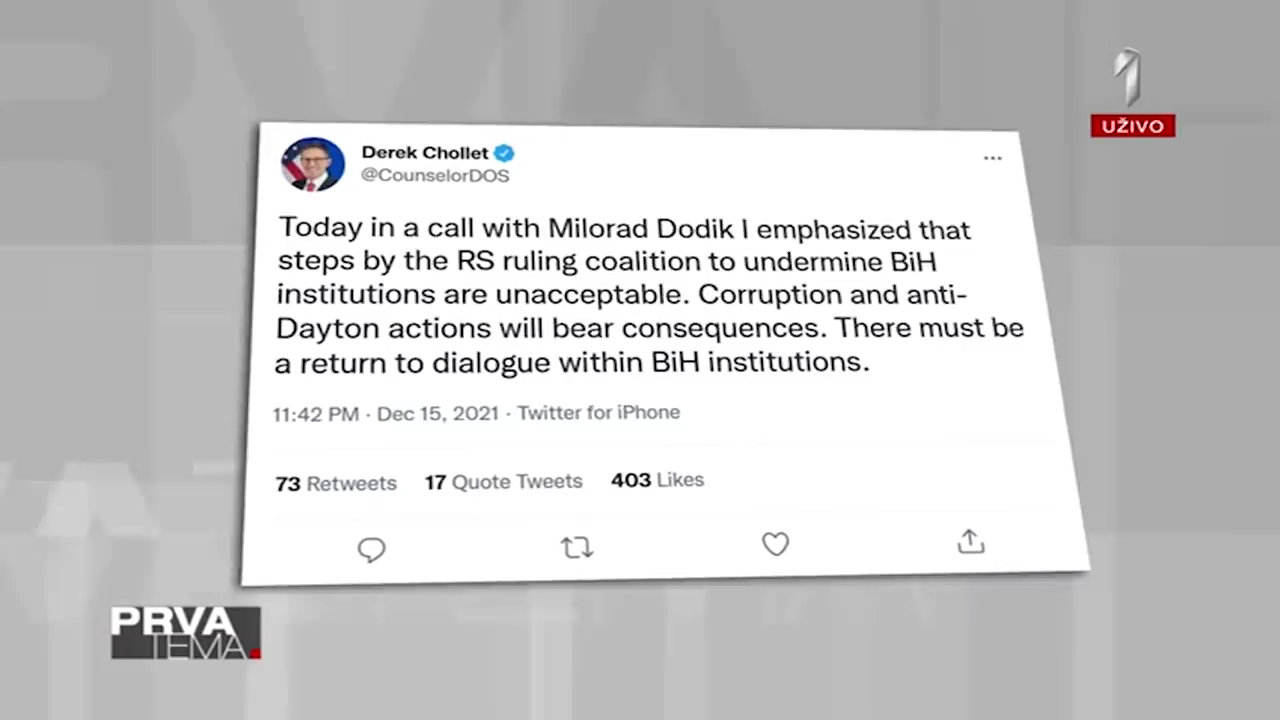 1
UŽIVO
Derek Chollet
@CounselorDOS
Today in a call with Milorad Dodik I emphasized that
steps by the RS ruling coalition to undermine BiH
institutions are unacceptable. Corruption and anti-
Dayton actions will bear consequences. There must be
a return to dialogue within BiH institutions.
11:42 PM · Dec 15, 2021 · Twitter for iPhone
73 Retweets 17 Quote Tweets 403 Likes
PRVA
TEMA.